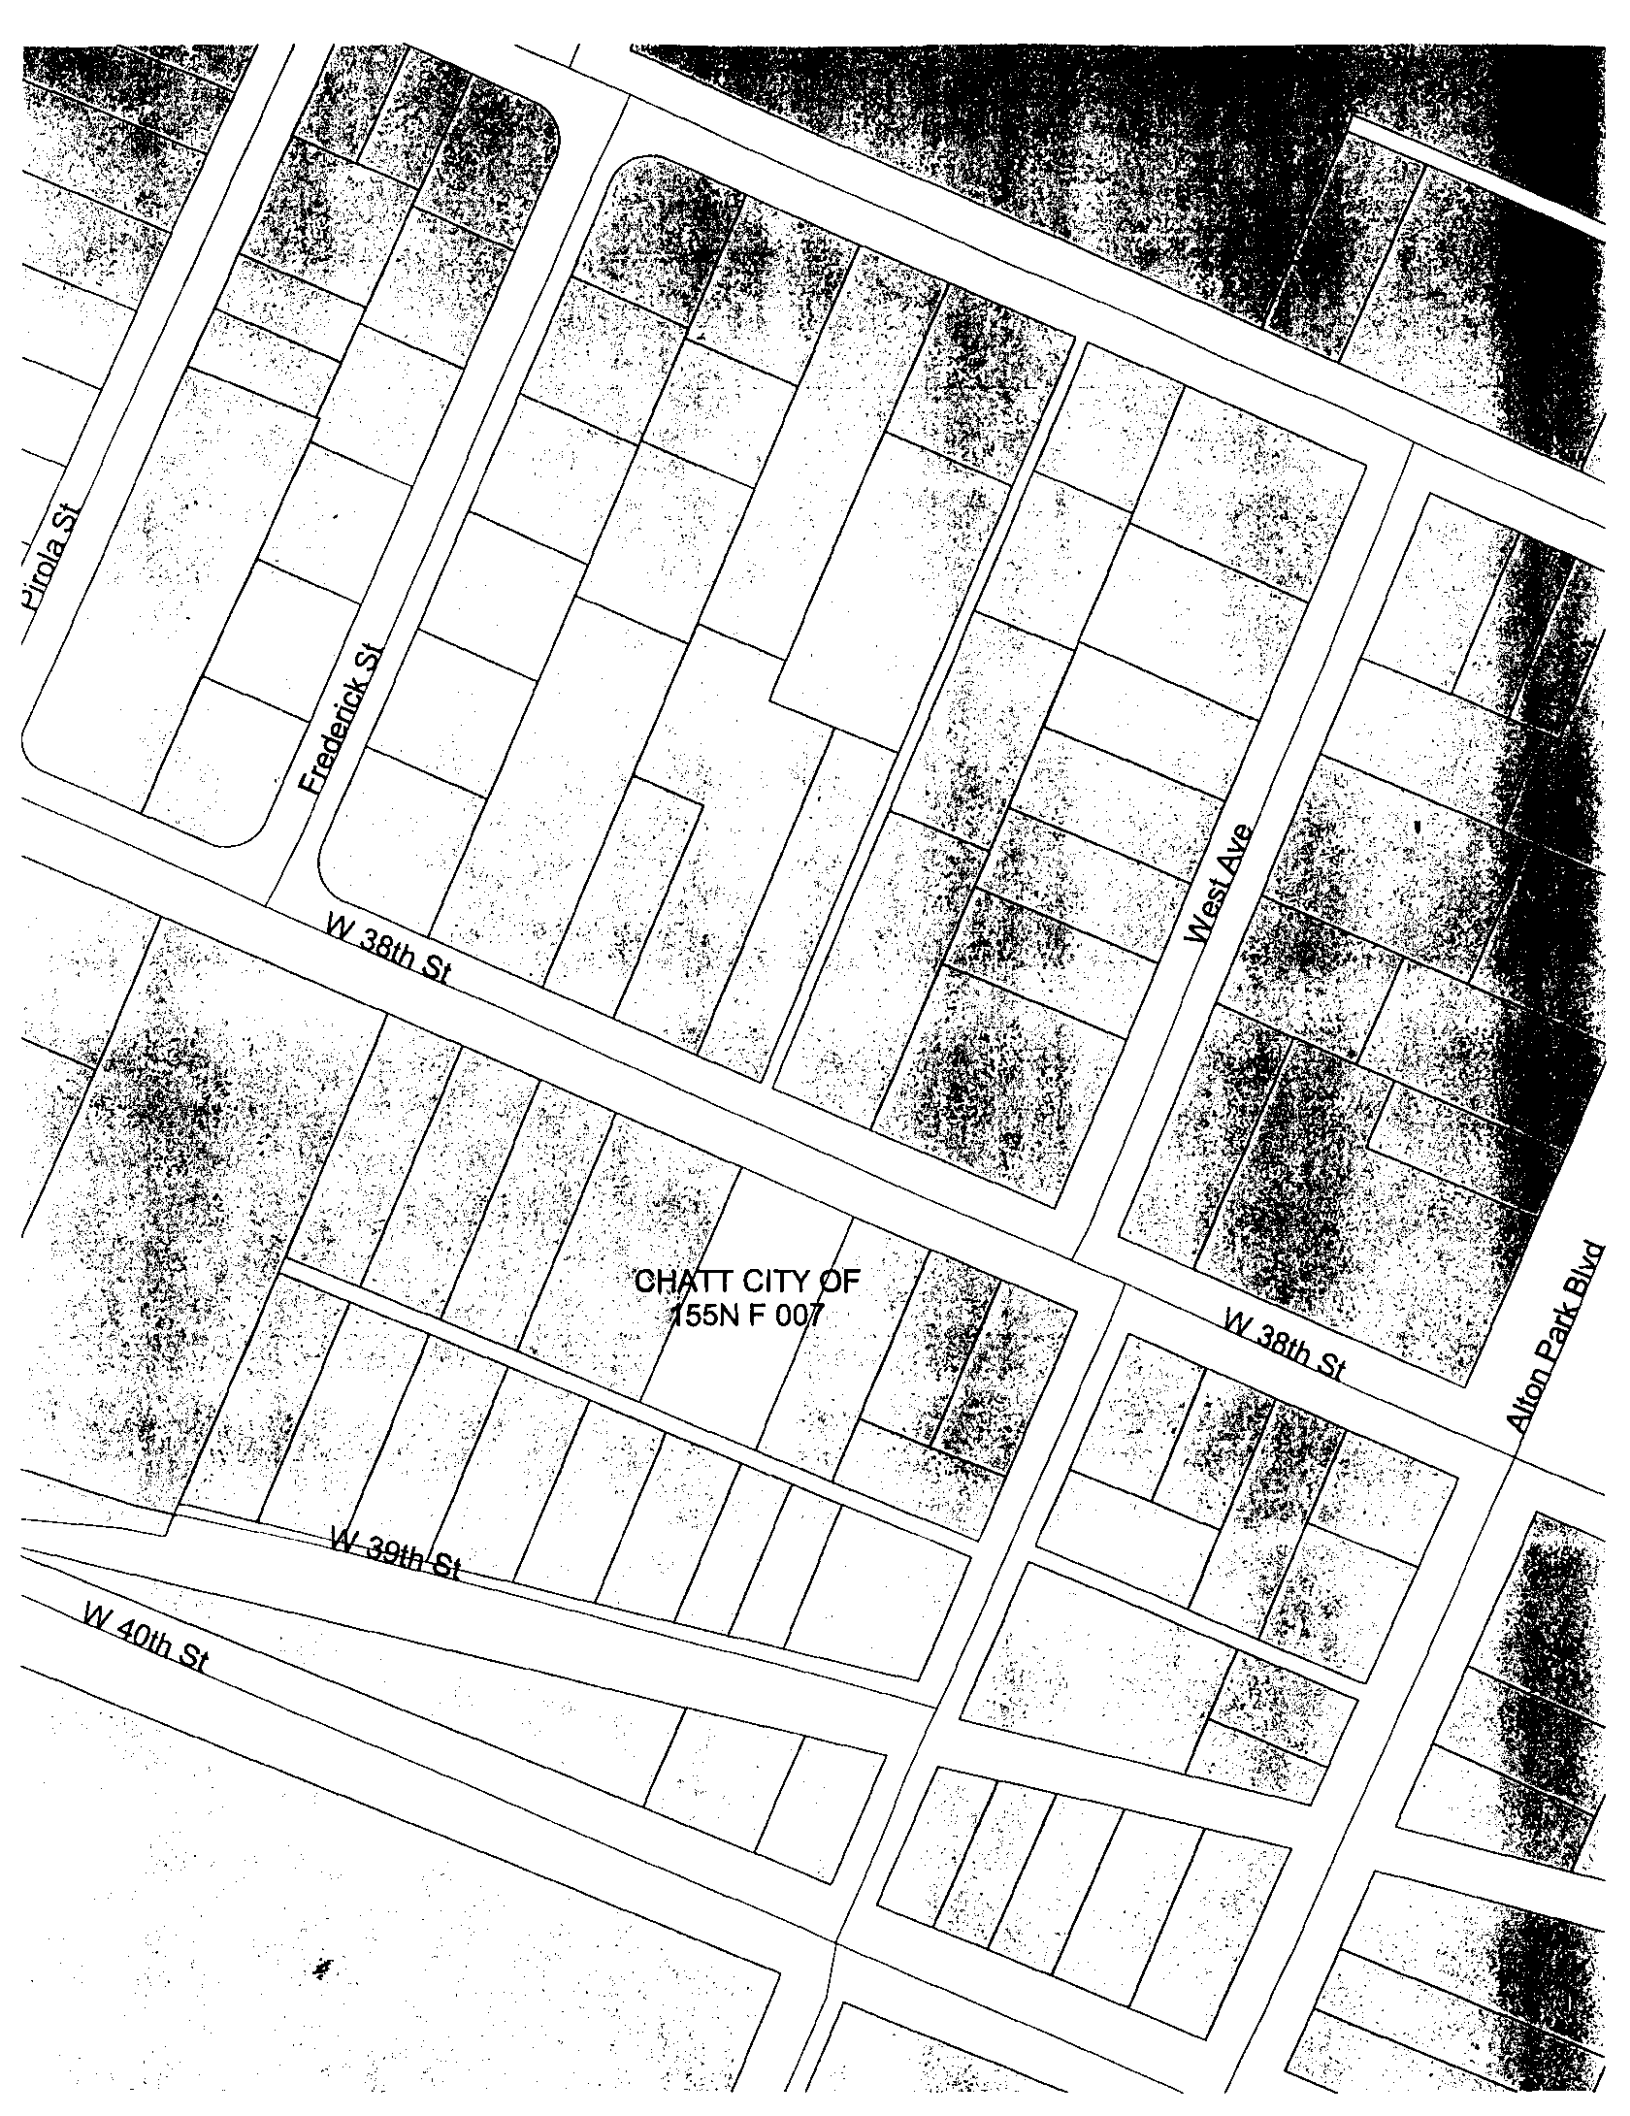 Pirola St
Frederick St
West Ave
W 38th St
CHATT CITY OF
155N F 007
W 38th St
Alton Park Blvd
W 39th St
W 40th St